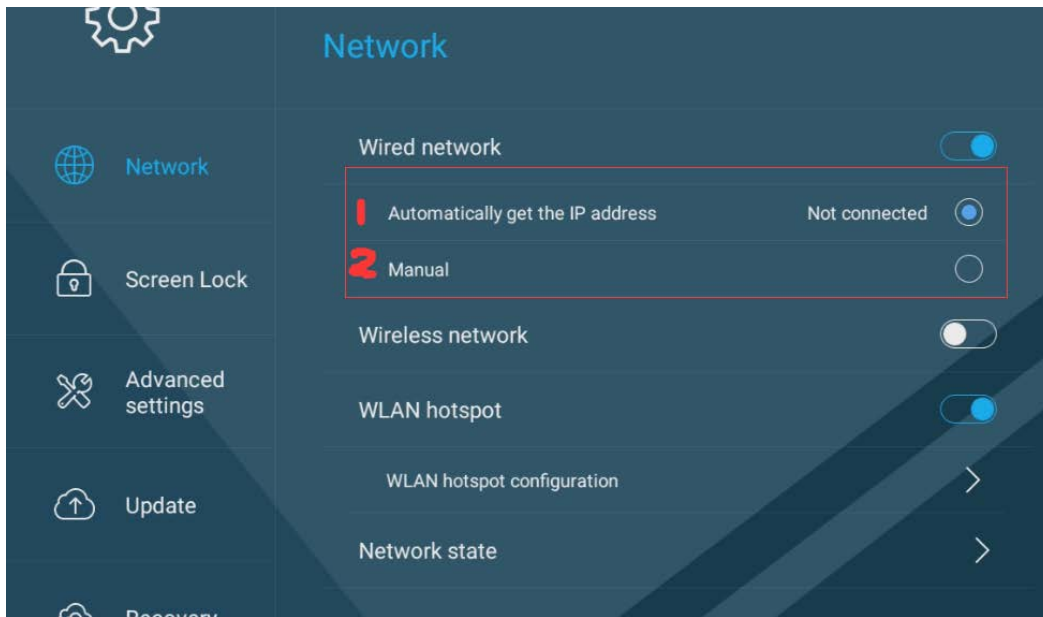 Network
Network
Screen Lock
Advanced
settings
Update
Recovery
Wired network
1 Automatically get the IP address Not connected
2 Manual
Wireless network
WLAN hotspot
WLAN hotspot configuration
Network state